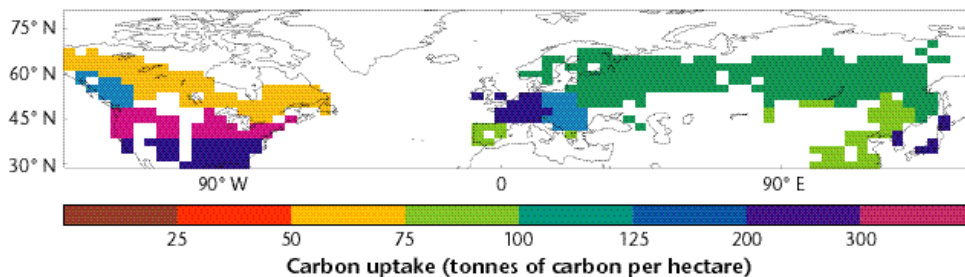 75° N
60° N
45° N
30° N
90° W 0 90° E
25 50 75 100 125 200 300
Carbon uptake (tonnes of carbon per hectare)